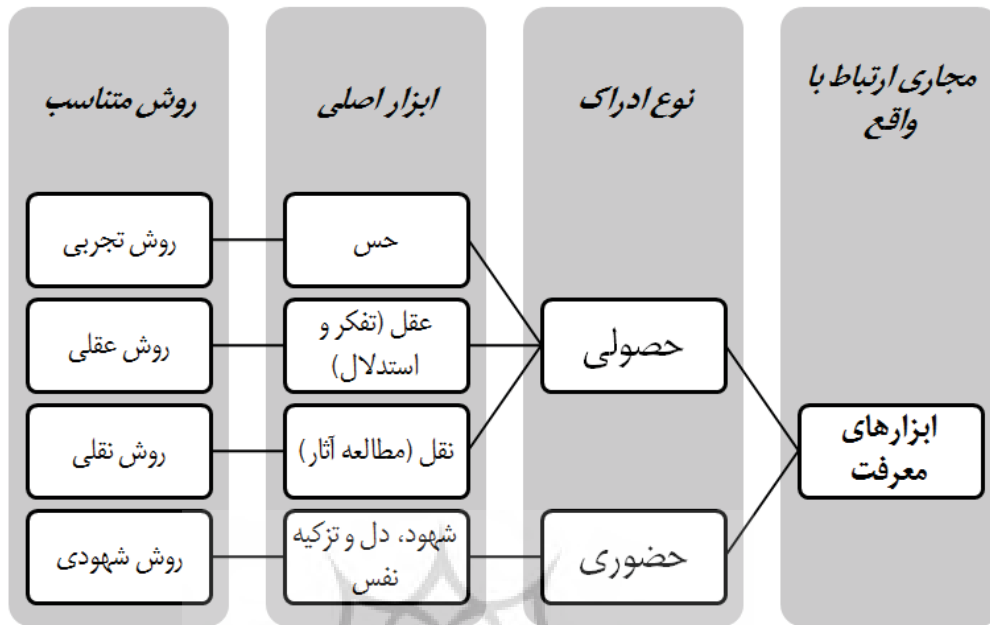 مجاری ارتباط با
واقع
نوع ادراک
ابزار اصلی
روش متناسب
ابزارهای
معرفت
حصولی
حضوری
حس
عقل (تفکر و
استدلال)
نقل (مطالعه آثار)
شهود، دل و تزکیه
نفس
روش تجربی
روش عقلی
روش نقلی
روش شهودی